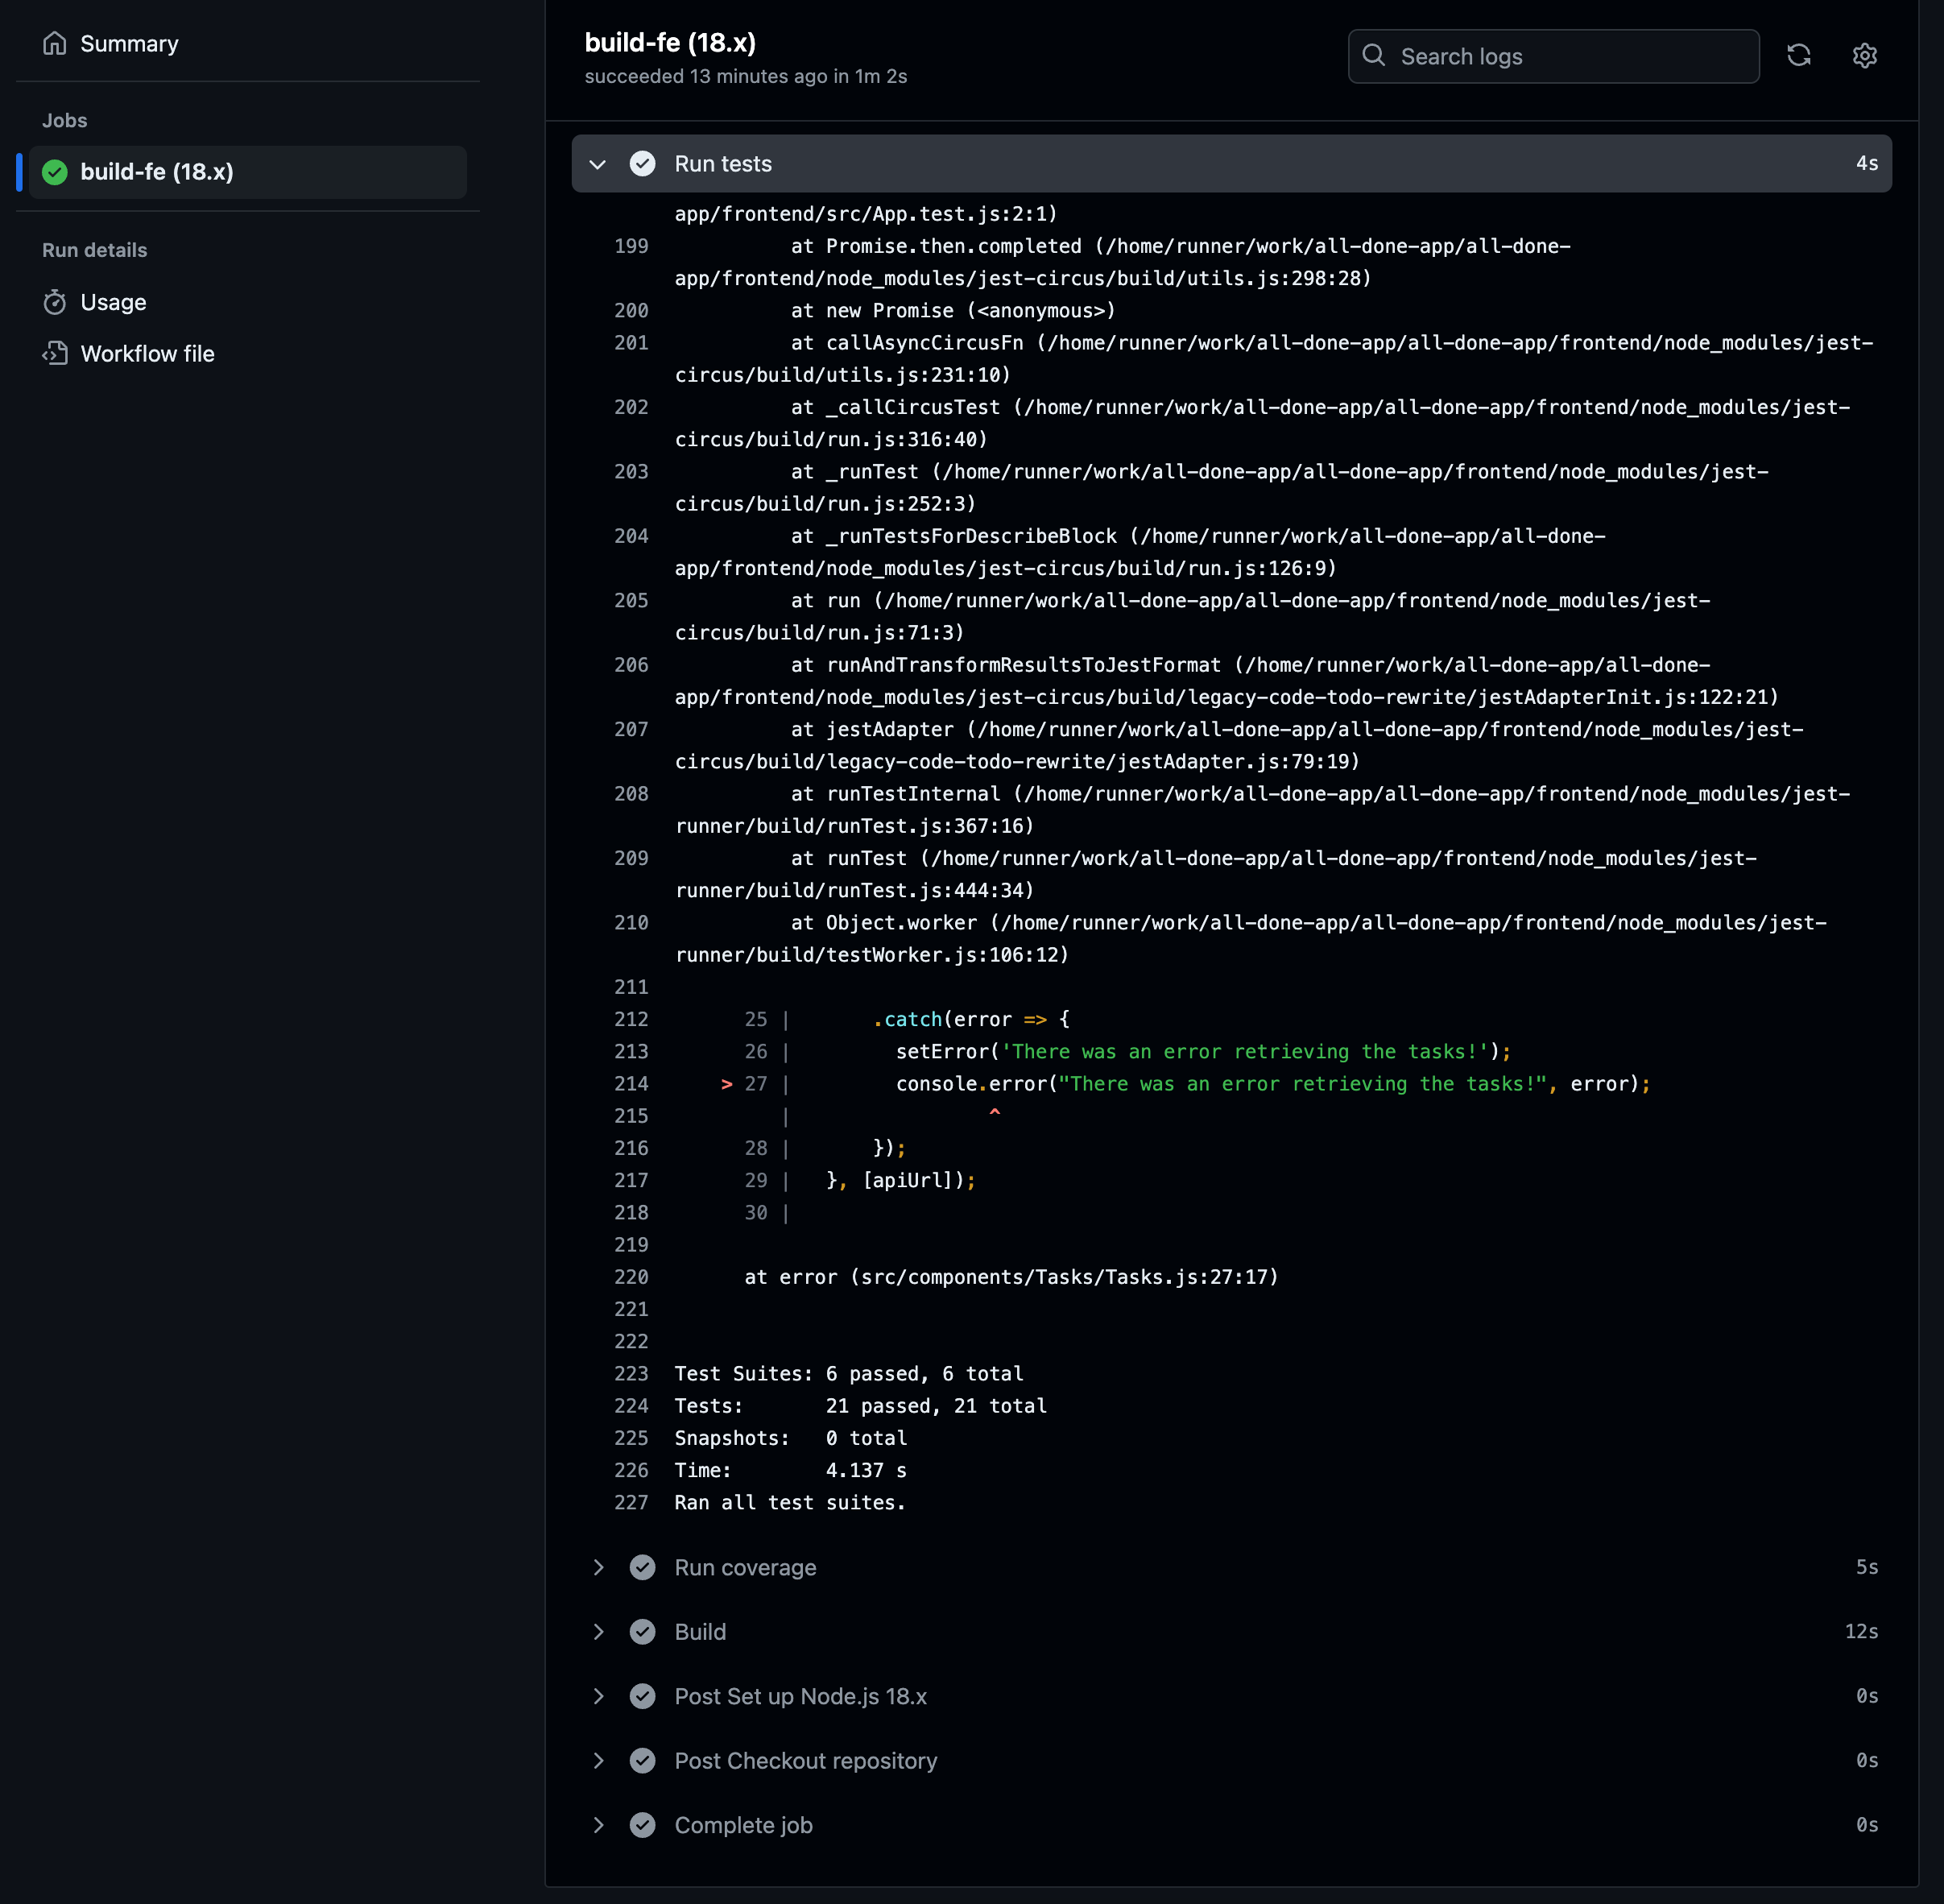 Summary
Jobs
build-fe (18.x)
Run details
Usage
Workflow file
build-fe (18.x)
succeeded 13 minutes ago in 1m 2s
Search logs
Run tests 4s
app/frontend/src/App.test.js:2:1)
199 at Promise.then.completed (/home/runner/work/all-done-app/all-done-
app/frontend/node_modules/jest-circus/build/utils.js:298:28)
200 at new Promise (<anonymous>)
201 at callAsyncCircusFn (/home/runner/work/all-done-app/all-done-app/frontend/node_modules/jest-
circus/build/utils.js:231:10)
202 at _callCircusTest (/home/runner/work/all-done-app/all-done-app/frontend/node_modules/jest-
circus/build/run.js:316:40)
203 at _runTest (/home/runner/work/all-done-app/all-done-app/frontend/node_modules/jest-
circus/build/run.js:252:3)
204 at _runTestsForDescribeBlock (/home/runner/work/all-done-app/all-done-
app/frontend/node_modules/jest-circus/build/run.js:126:9)
205 at run (/home/runner/work/all-done-app/all-done-app/frontend/node_modules/jest-
circus/build/run.js:71:3)
206 at runAndTransformResultsToJestFormat (/home/runner/work/all-done-app/all-done-
app/frontend/node_modules/jest-circus/build/legacy-code-todo-rewrite/jestAdapterInit.js:122:21)
207 at jestAdapter (/home/runner/work/all-done-app/all-done-app/frontend/node_modules/jest-
circus/build/legacy-code-todo-rewrite/jestAdapter.js:79:19)
208 at runTestInternal (/home/runner/work/all-done-app/all-done-app/frontend/node_modules/jest-
runner/build/runTest.js:367:16)
209 at runTest (/home/runner/work/all-done-app/all-done-app/frontend/node_modules/jest-
runner/build/runTest.js:444:34)
210 at Object.worker (/home/runner/work/all-done-app/all-done-app/frontend/node_modules/jest-
runner/build/testWorker.js:106:12)
211
212 25 | .catch(error => {
213 26 | setError('There was an error retrieving the tasks!');
214 > 27 | console.error("There was an error retrieving the tasks!", error);
215 | ^
216 28 | });
217 29 | }, [apiUrl]);
218 30 |
219
220 at error (src/components/Tasks/Tasks.js:27:17)
221
222
223 Test Suites: 6 passed, 6 total
224 Tests: 21 passed, 21 total
225 Snapshots: 0 total
226 Time: 4.137 s
227 Ran all test suites.
Run coverage 5s
Build 12s
Post Set up Node.js 18.x 0s
Post Checkout repository 0s
Complete job 0s